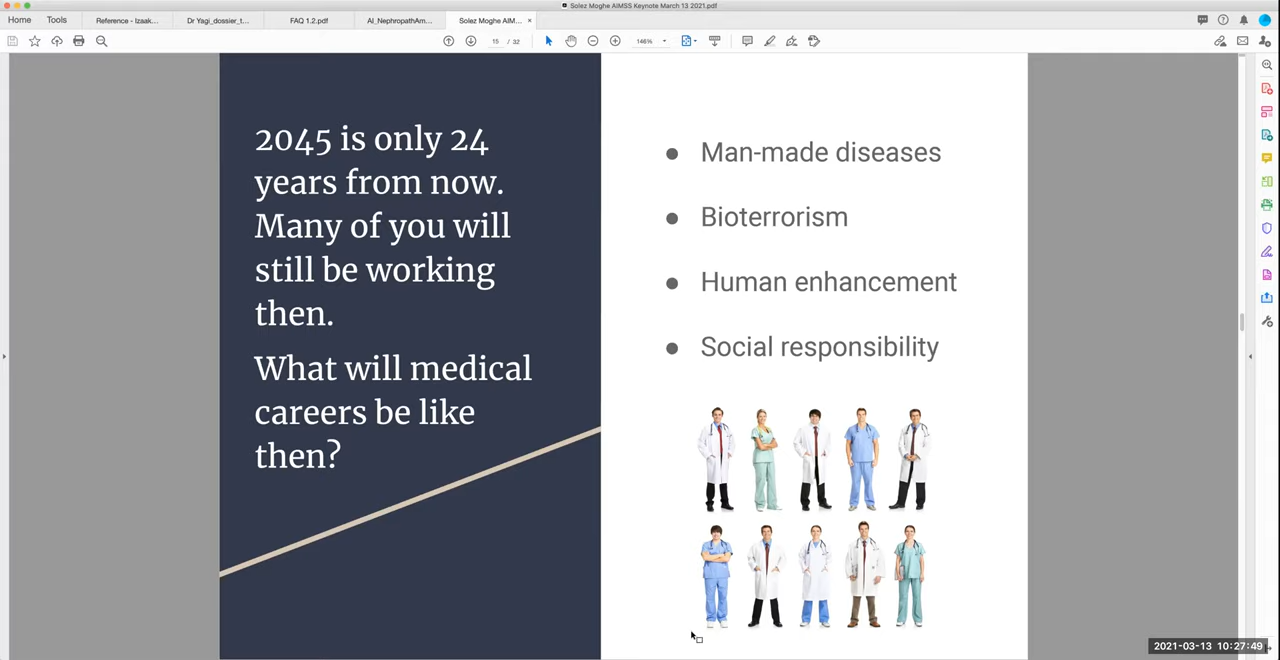 Solez Moghe AIMSS Keynote March 13 2021.pdf
Home Tools Reference - Izaak... Dr Yagi_dossier_t... FAQ 1.2.pdf AI_NephropathAm... Solez Moghe AIM... ×
15 / 32 146%
2045 is only 24
years from now.
Many of you will
still be working
then.
What will medical
careers be like
then?
● Man-made diseases
● Bioterrorism
● Human enhancement
● Social responsibility
2021-03-13 10:27:49